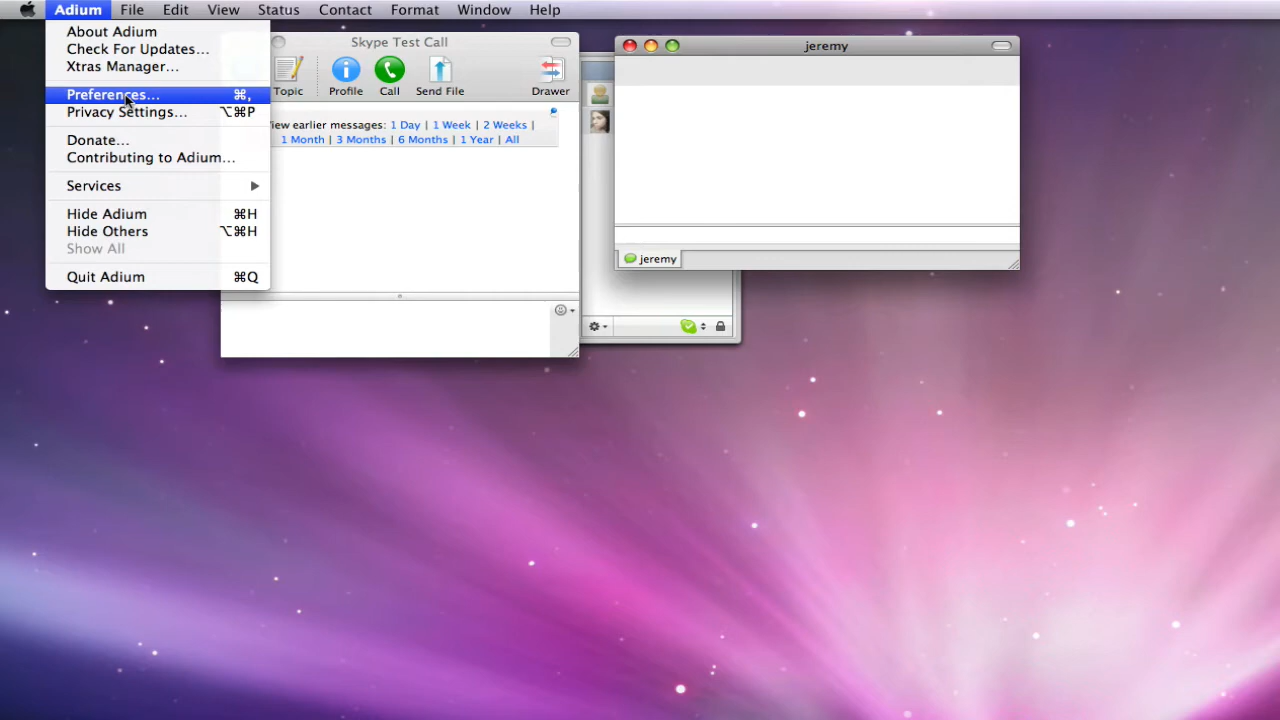 Adium File Edit View Status Contact Format Window Help
About Adium
Check For Updates...
Xtras Manager...
Preferences... ⌘,
Privacy Settings... ⌥⌘P
Donate...
Contributing to Adium...
Services
Hide Adium ⌘H
Hide Others ⌥⌘H
Show All
Quit Adium ⌘Q
Skype Test Call
Topic Profile Call Send File Drawer
iew earlier messages: 1 Day | 1 Week | 2 Weeks |
1 Month | 3 Months | 6 Months | 1 Year | All
jeremy
jeremy